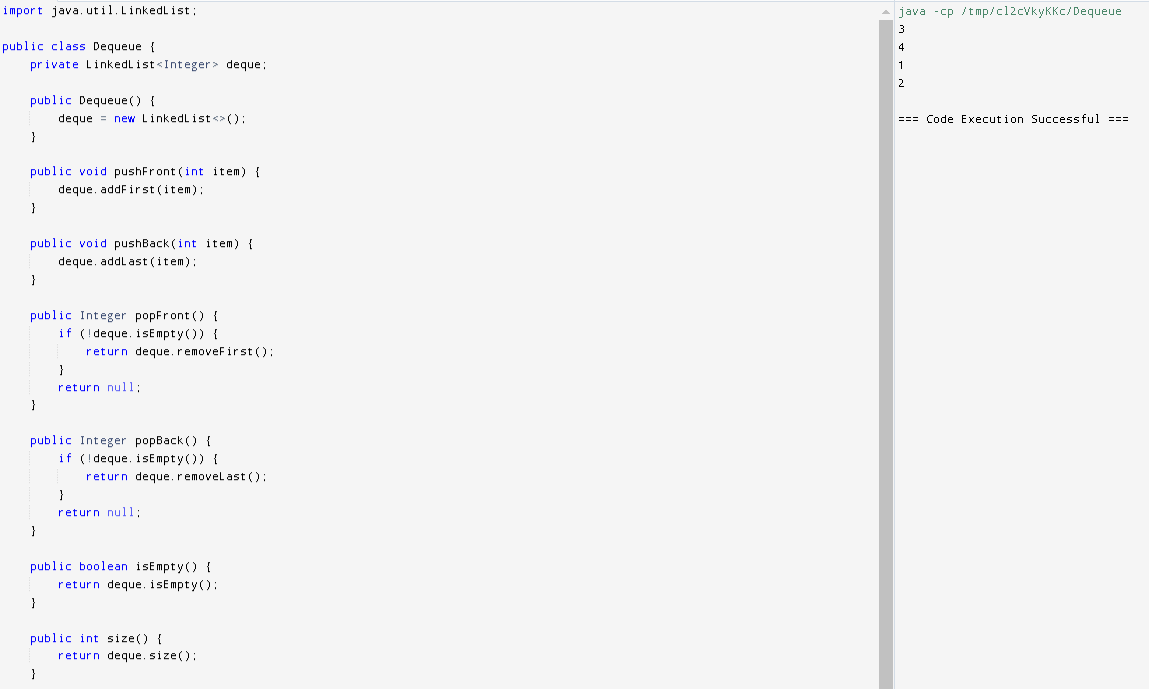 import java.util.LinkedList;
public class Dequeue {
    private LinkedList<Integer> deque;
    public Dequeue() {
        deque = new LinkedList<>();
    }
    public void pushFront(int item) {
        deque.addFirst(item);
    }
    public void pushBack(int item) {
        deque.addLast(item);
    }
    public Integer popFront() {
        if (!deque.isEmpty()) {
            return deque.removeFirst();
        }
        return null;
    }
    public Integer popBack() {
        if (!deque.isEmpty()) {
            return deque.removeLast();
        }
        return null;
    }
    public boolean isEmpty() {
        return deque.isEmpty();
    }
    public int size() {
        return deque.size();
    }
java -cp /tmp/cl2cVkyKKc/Dequeue
3
4
1
2
=== Code Execution Successful ===